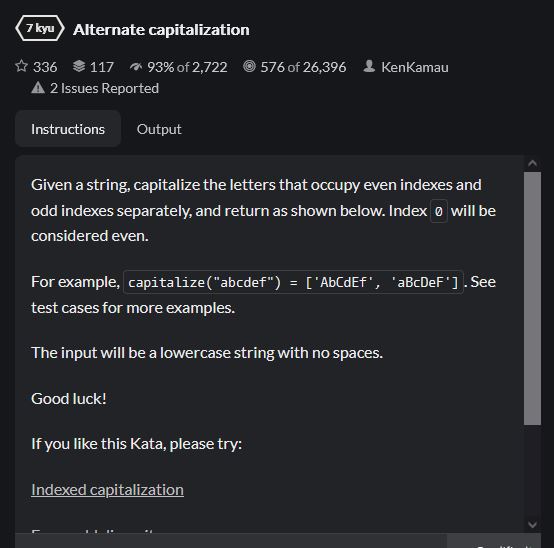 7 kyu Alternate capitalization
336 117 93% of 2,722 576 of 26,396 KenKamau
2 Issues Reported
Instructions Output
Given a string, capitalize the letters that occupy even indexes and
odd indexes separately, and return as shown below. Index 0 will be
considered even.
For example, capitalize("abcdef") = ['AbCdEf', 'aBcDeF']. See
test cases for more examples.
The input will be a lowercase string with no spaces.
Good luck!
If you like this Kata, please try:
Indexed capitalization